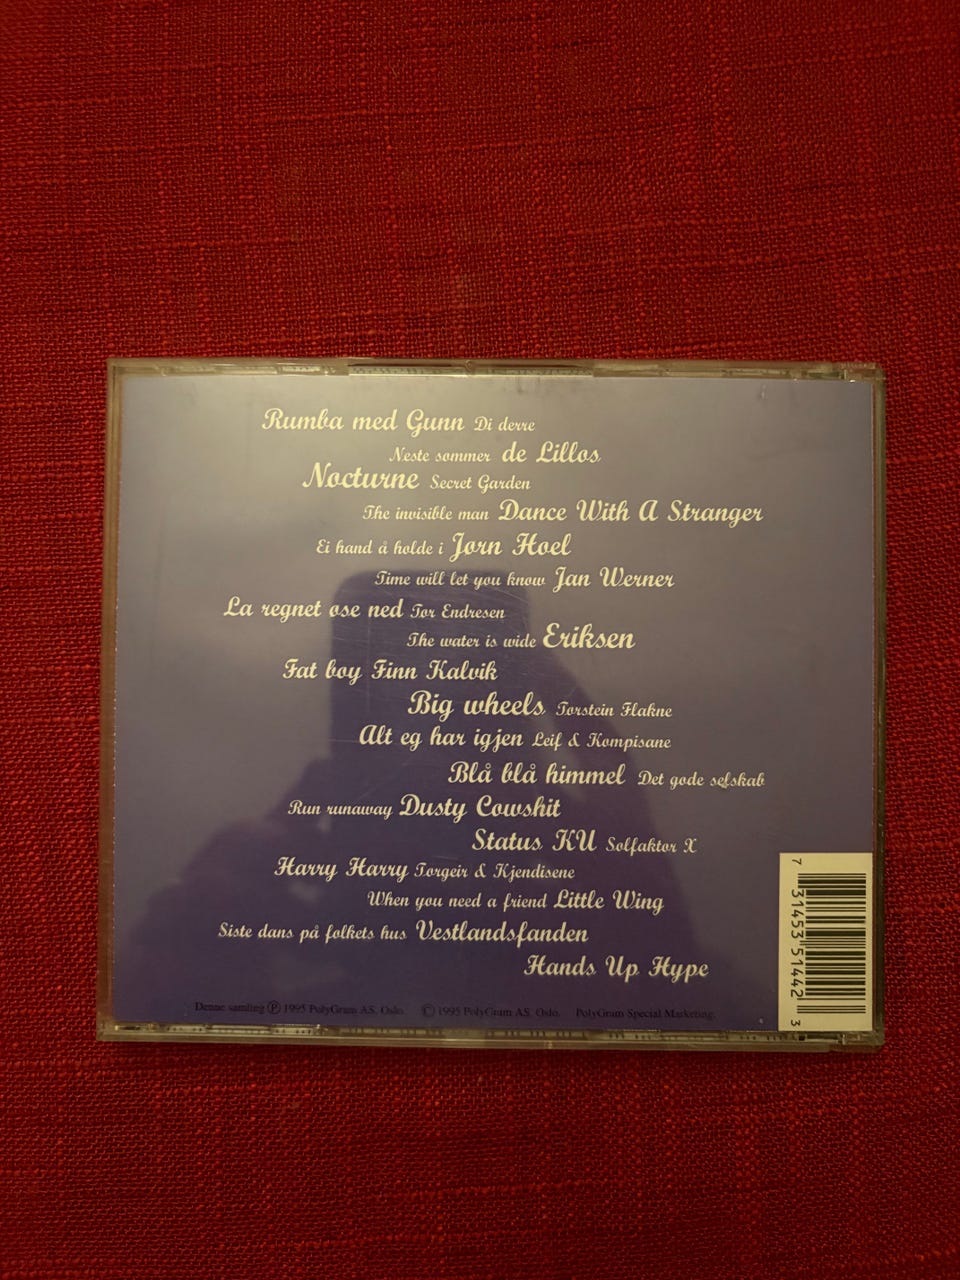 Rumba med Gunn Di derre
Neste sommer de Lillos
Nocturne Secret Garden
The invisible man Dance With A Stranger
Ei hand å holde i Jørn Hoel
Time will let you know Jan Werner
La regnet øse ned Tor Endresen
The water is wide Eriksen
Fat boy Finn Kalvik
Big wheels Torstein Flakne
Alt eg har igjen Leif & Kompisane
Blå blå himmel Det gode selskab
Run runaway Dusty Cowshit
Status KU Solfaktor X
Harry Harry Torgeir & Kjendisene
When you need a friend Little Wing
Siste dans på folkets hus Vestlandsfanden
Hands Up Hype
Denne samling ℗ 1995 PolyGram AS, Oslo. © 1995 PolyGram AS, Oslo. PolyGram Special Marketing.
7 31453 51442 3